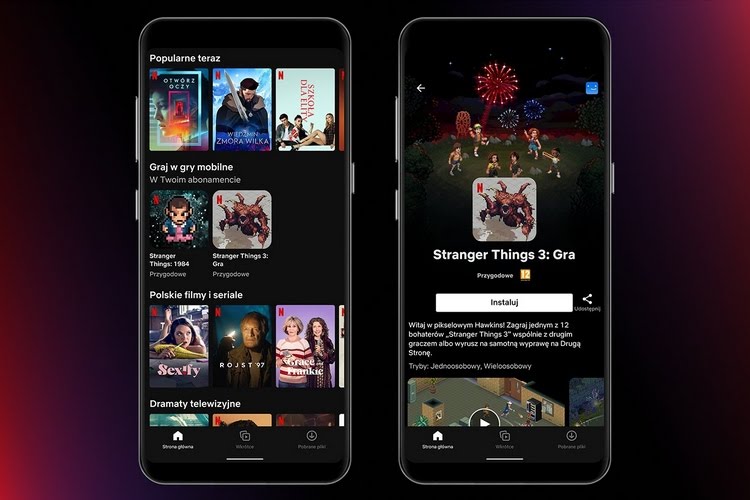 Popularne teraz
N
OTWÓRZ
OCZY
N
WIEDŹMIN
ZMORA WILKA
N
SZKOŁA
DLA ELITY
Graj w gry mobilne
W Twoim abonamencie
N
N
Stranger
Things: 1984
Przygodowe
Stranger Things 3:
Gra
Przygodowe
Polskie filmy i seriale
N
Sexify
N
ROJST '97
N
Grace and
Frankie
Dramaty telewizyjne
N
N
N
Strona główna
Wkrótce
Pobrane pliki
N
Stranger Things 3: Gra
Przygodowe
12
Instaluj
Udostępnij
Witaj w pikselowym Hawkins! Zagraj jednym z 12
bohaterów „Stranger Things 3" wspólnie z drugim
graczem albo wyrusz na samotną wyprawę na Drugą
Stronę.
Tryby: Jednoosobowy, Wieloosobowy
Strona główna
Wkrótce
Pobrane pliki